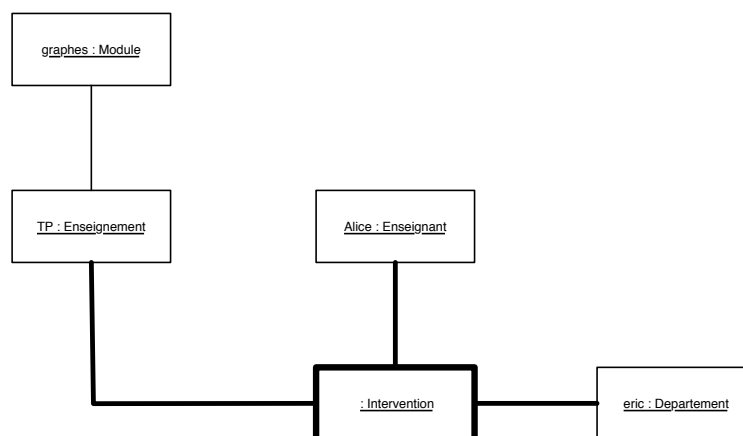 graphes : Module
TP : Enseignement
Alice : Enseignant
: Intervention
eric : Departement